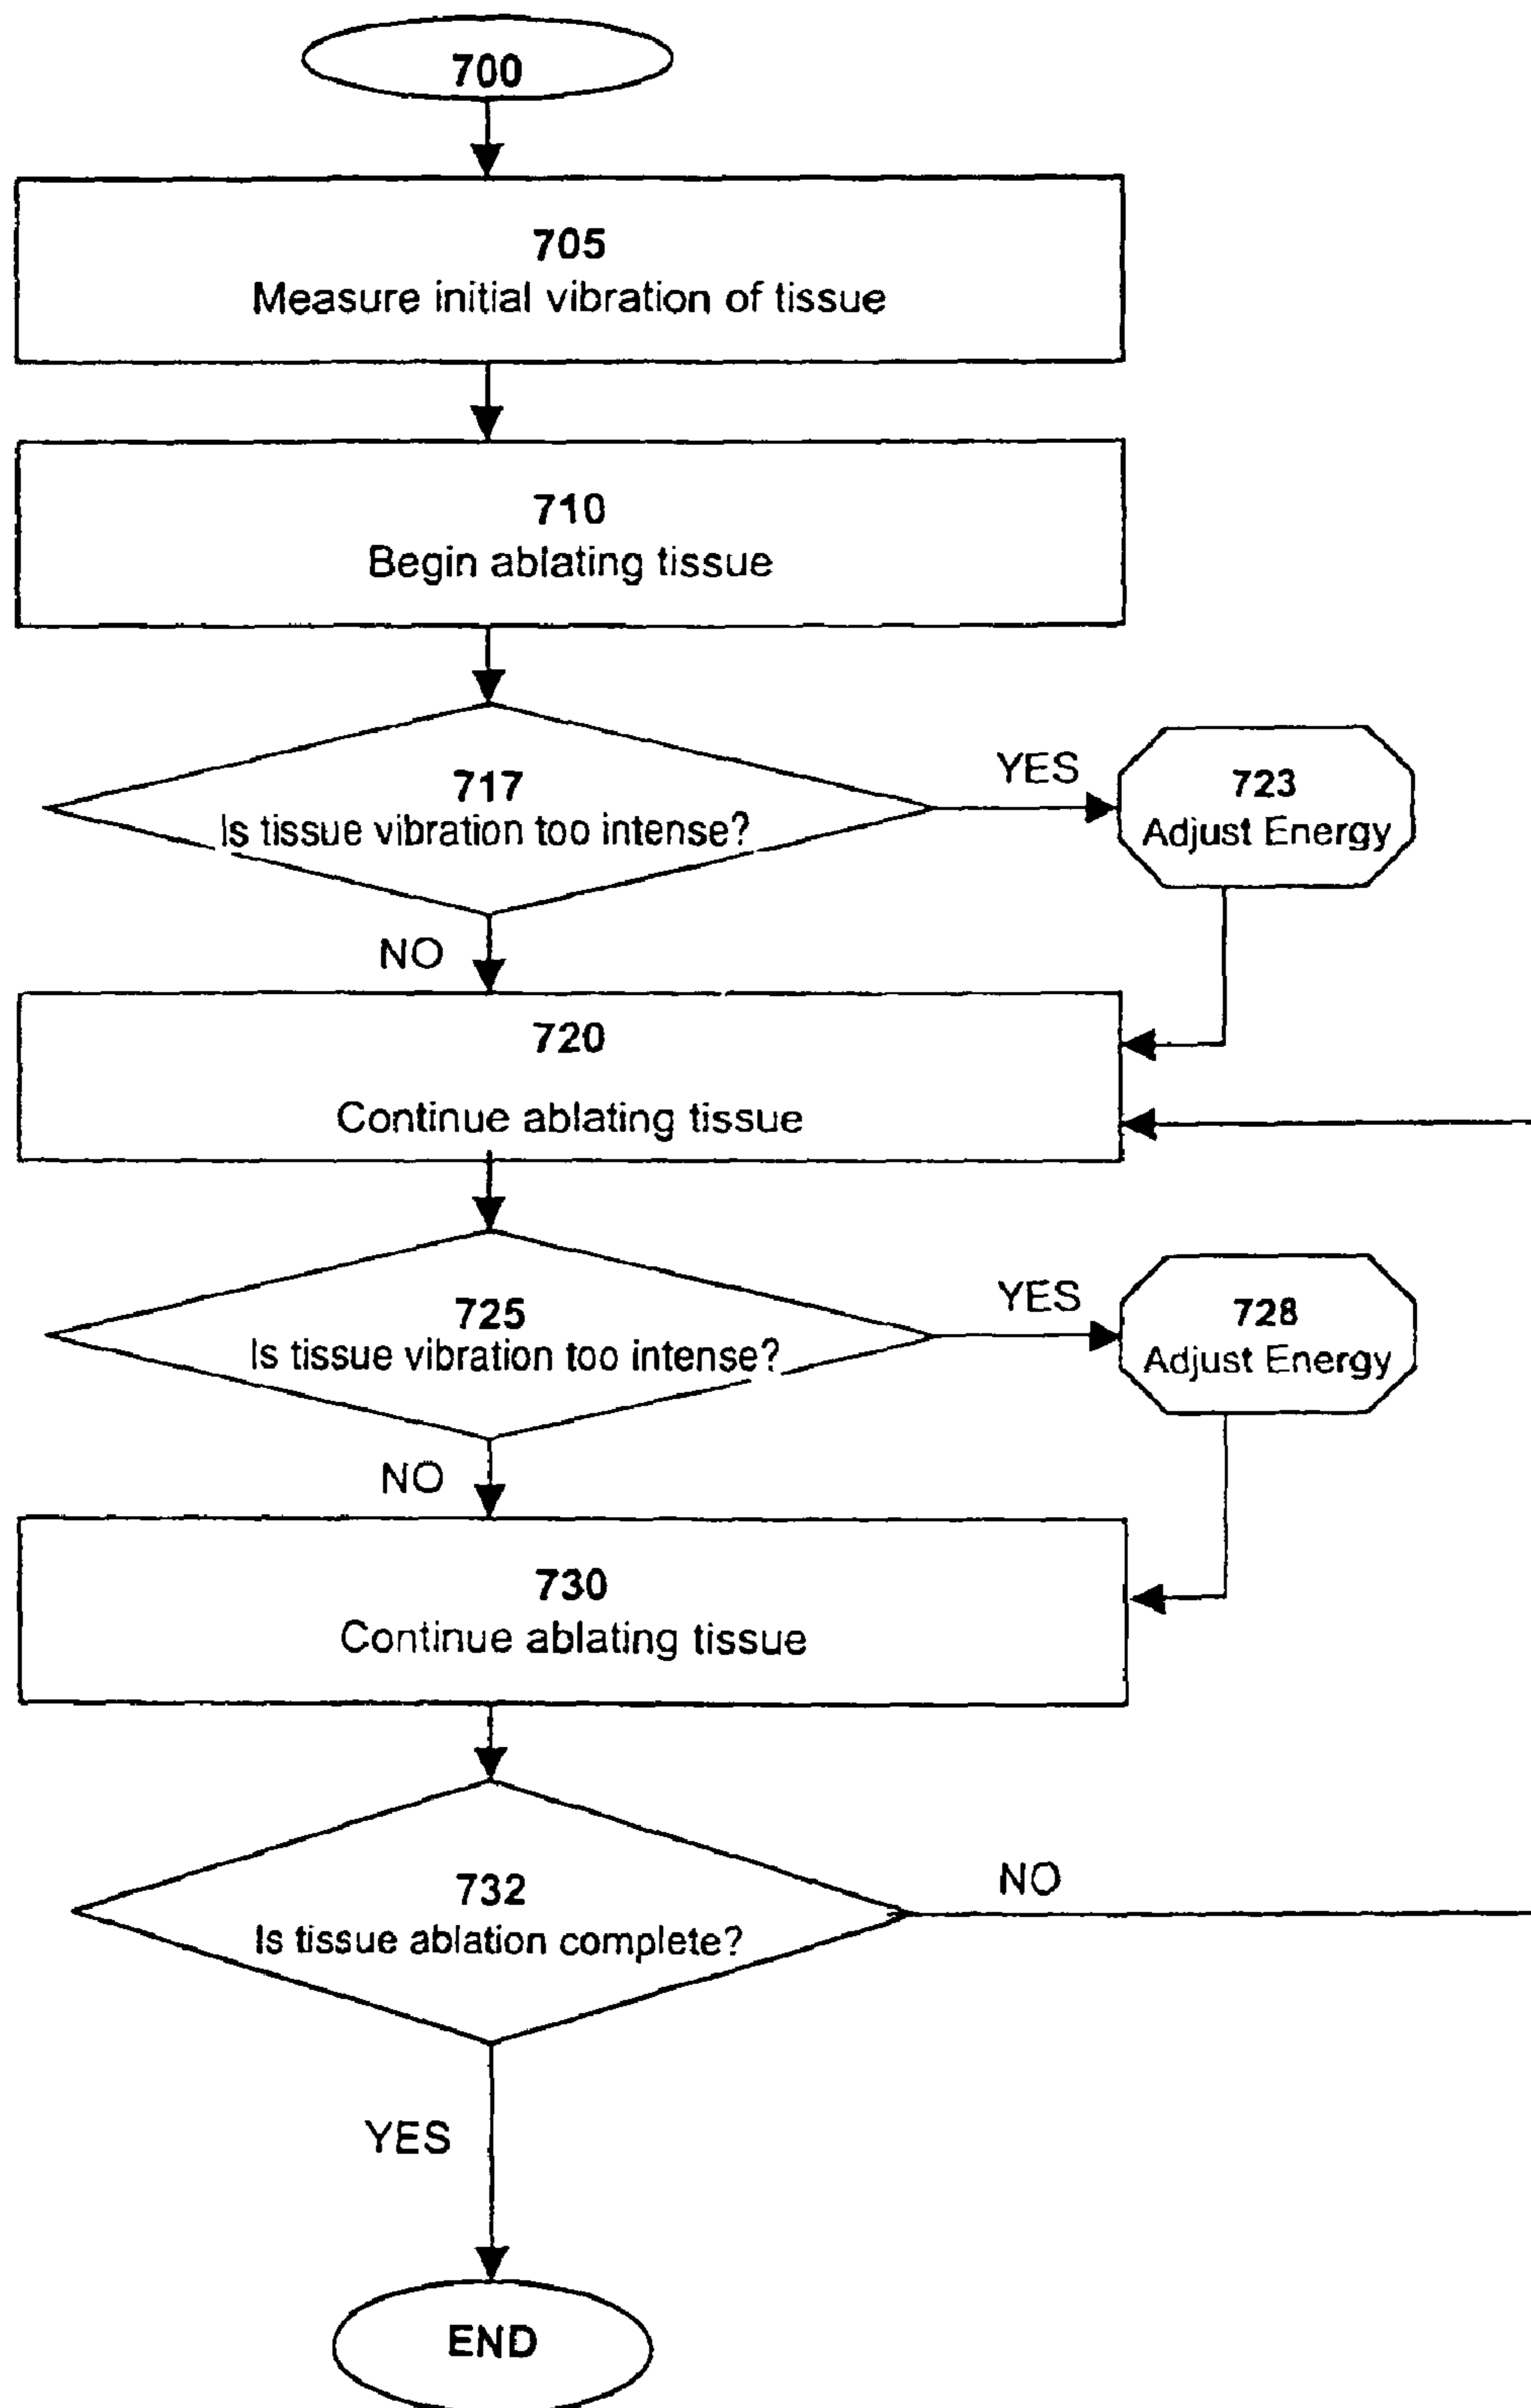 700
705
Measure initial vibration of tissue
710
Begin ablating tissue
717
Is tissue vibration too intense?
YES
723
Adjust Energy
NO
720
Continue ablating tissue
725
Is tissue vibration too intense?
YES
728
Adjust Energy
NO
730
Continue ablating tissue
732
Is tissue ablation complete?
NO
YES
END